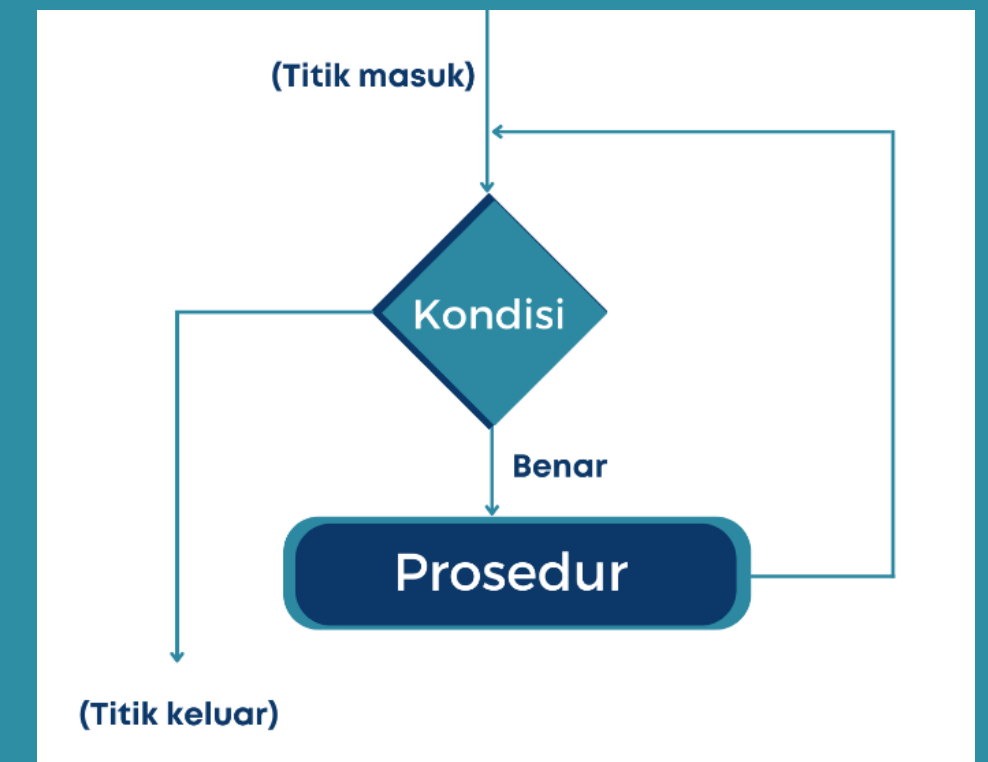 (Titik masuk)
Kondisi
Benar
Prosedur
(Titik keluar)